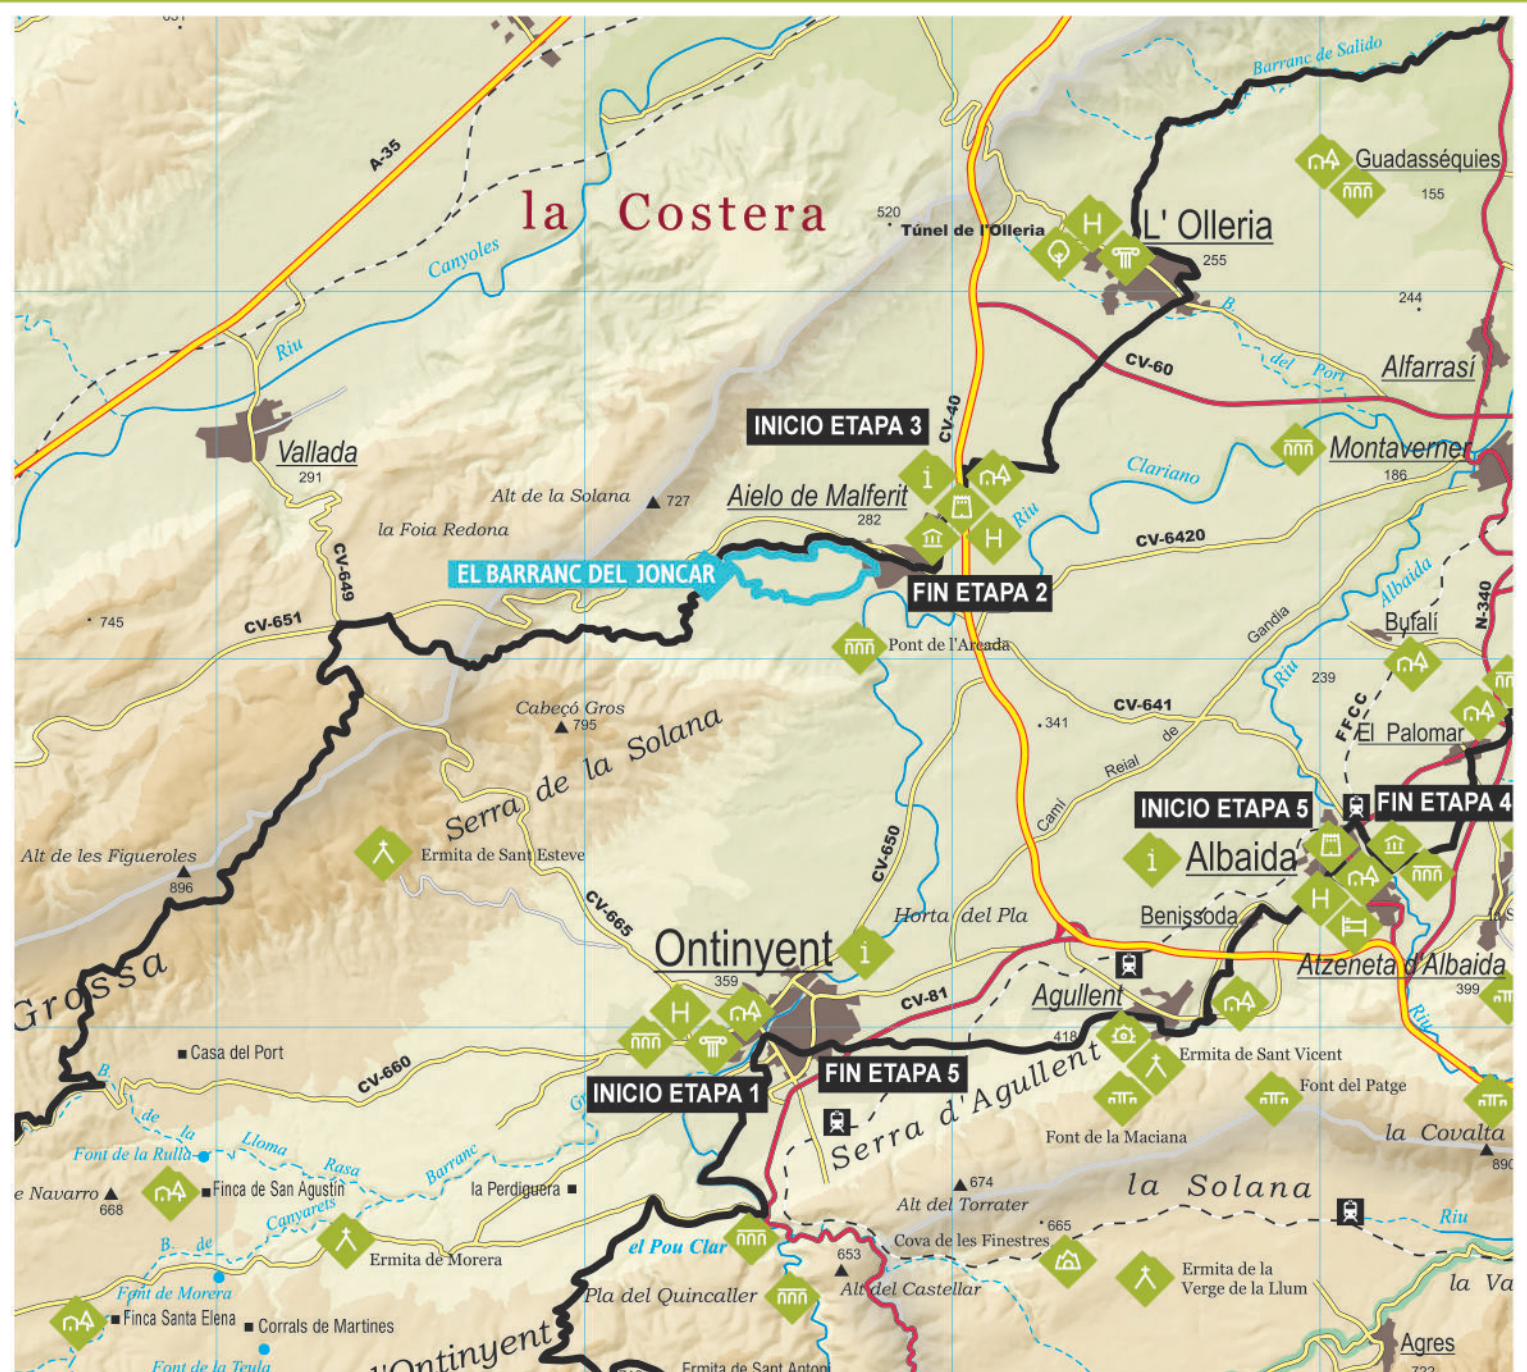 Barranc de Salido
A-35
Guadasséquies
155
la Costera
520
Túnel de l'Olleria
H
L' Olleria
255
Canyoles
Riu
244
B.
del Port
CV-60
Alfarrasí
INICIO ETAPA 3
CV-40
Vallada
291
Montaverner
186
Clariano
Riu
i
Alt de la Solana
727
Aielo de Malferit
282
la Foia Redona
H
CV-6420
CV-649
EL BARRANC DEL JONCAR
FIN ETAPA 2
Albaida
Riu
N-340
745
CV-651
Gandia
de
Reial
Camí
Bufalí
Pont de l'Arcada
239
Cabeçó Gros
795
CV-641
341
FFCC
El Palomar
Serra de la Solana
INICIO ETAPA 5
FIN ETAPA 4
CV-650
Alt de les Figueroles
896
Ermita de Sant Esteve
i
Albaida
H
CV-665
Horta del Pla
Benissoda
Ontinyent
359
i
Grossa
Atzeneta d'Albaida
399
H
CV-81
Agullent
418
Riu
Casa del Port
CV-660
INICIO ETAPA 1
FIN ETAPA 5
Ermita de Sant Vicent
Font del Patge
Serra d'Agullent
B.
de
la
Lloma
Rasa
Barranc
Font de la Maciana
la Covalta
890
Font de la Rulla
e Navarro
668
Finca de San Agustín
la Perdiguera
Canyarets
674
Alt del Torrater
la Solana
665
Riu
B. de
Ermita de Morera
el Pou Clar
653
Cova de les Finestres
Font de Morera
Pla del Quincaller
Alt del Castellar
Ermita de la
Verge de la Llum
la Va
Finca Santa Elena
Corrals de Martines
d'Ontinyent
Agres
722
Font de la Teula
Ermita de Sant Antoni